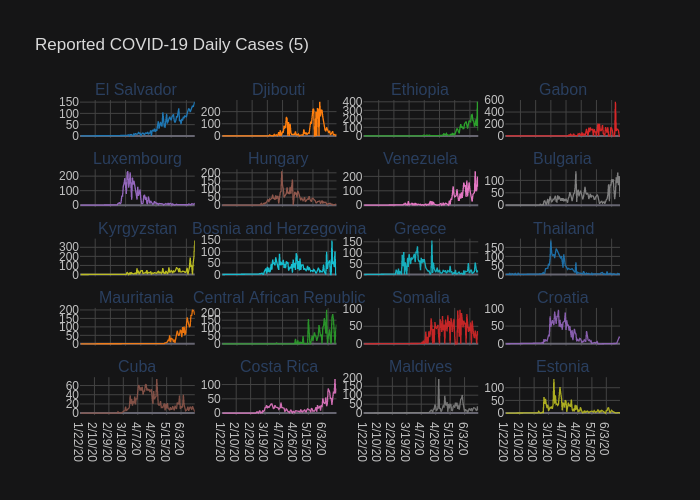 Reported COVID-19 Daily Cases (5)
El Salvador Djibouti Ethiopia Gabon
150 100 50 0 200 100 0 400 300 200 100 0 600 400 200 0
Luxembourg Hungary Venezuela Bulgaria
200 100 0 200 150 100 50 0 200 100 0 100 50 0
Kyrgyzstan Bosnia and Herzegovina Greece Thailand
300 200 100 0 150 100 50 0 150 100 50 0 150 100 50 0
Mauritania Central African Republic Somalia Croatia
200 150 100 50 0 200 150 100 50 0 100 50 0 100 50 0
Cuba Costa Rica Maldives Estonia
60 40 20 0 100 50 0 200 150 100 50 0 100 50 0
1/22/20 2/10/20 2/29/20 3/19/20 4/7/20 4/26/20 5/15/20 6/3/20 1/22/20 2/10/20 2/29/20 3/19/20 4/7/20 4/26/20 5/15/20 6/3/20 1/22/20 2/10/20 2/29/20 3/19/20 4/7/20 4/26/20 5/15/20 6/3/20 1/22/20 2/10/20 2/29/20 3/19/20 4/7/20 4/26/20 5/15/20 6/3/20